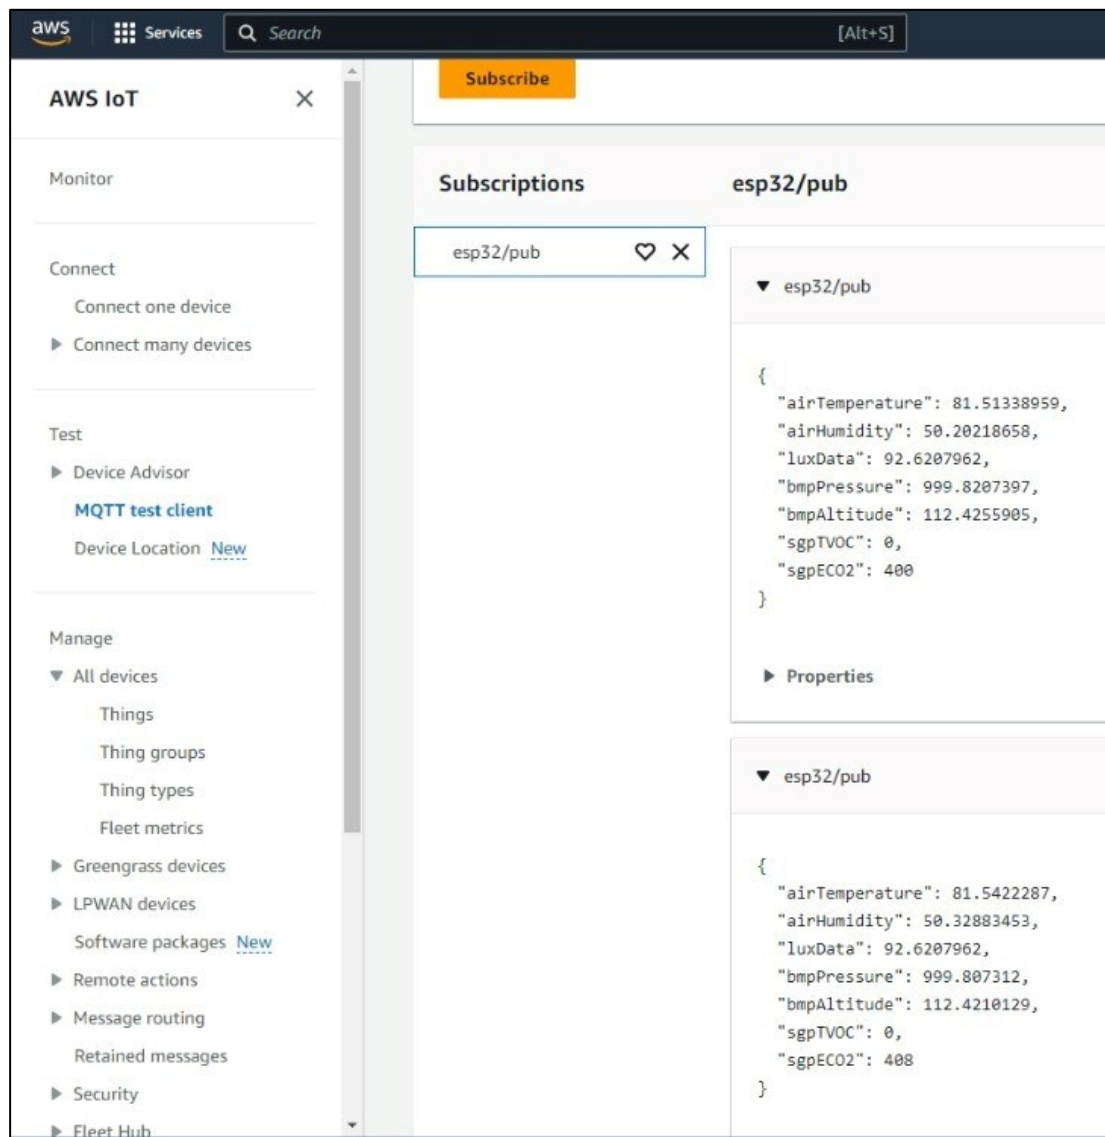 aws
Services
Search
[Alt+S]
AWS IoT
Monitor
Connect
Connect one device
Connect many devices
Test
Device Advisor
MQTT test client
Device Location New
Manage
All devices
Things
Thing groups
Thing types
Fleet metrics
Greengrass devices
LPWAN devices
Software packages New
Remote actions
Message routing
Retained messages
Security
Fleet Hub
Subscribe
Subscriptions
esp32/pub
esp32/pub
esp32/pub
{
"airTemperature": 81.51338959,
"airHumidity": 50.20218658,
"luxData": 92.6207962,
"bmpPressure": 999.8207397,
"bmpAltitude": 112.4255905,
"sgpTVOC": 0,
"sgpECO2": 400
}
Properties
esp32/pub
{
"airTemperature": 81.5422287,
"airHumidity": 50.32883453,
"luxData": 92.6207962,
"bmpPressure": 999.807312,
"bmpAltitude": 112.4210129,
"sgpTVOC": 0,
"sgpECO2": 408
}